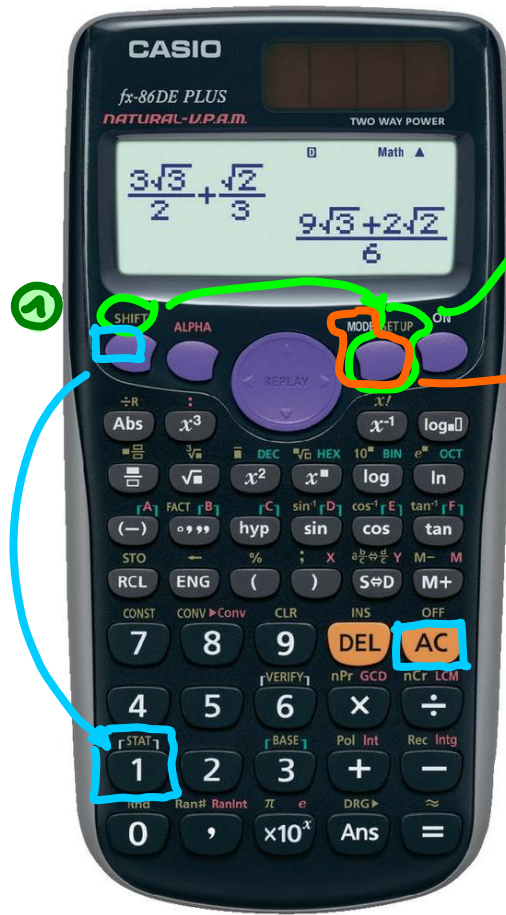 CASIO
fx-86DE PLUS
NATURAL-V.P.A.M.
TWO WAY POWER
D Math ▲
3√3/2 + √2/3
9√3+2√2/6
1
SHIFT ALPHA MODE SETUP ON
REPLAY
÷R : x!
Abs x³ x⁻¹ log■□
■ DEC HEX 10■ BIN e■ OCT
√■ x² x■ log ln
[A] FACT [B] [C] sin⁻¹ [D] cos⁻¹ [E] tan⁻¹ [F]
(−) °'" hyp sin cos tan
STO ← % ; X a b/c⇔d/c Y M− M
RCL ENG ( ) S⇔D M+
CONST CONV▶Conv CLR INS OFF
7 8 9 DEL AC
[VERIFY] nPr GCD nCr LCM
4 5 6 × ÷
[STAT] [BASE] Pol Int Rec Intg
1 2 3 + −
Rnd Ran# RanInt π e DRG▶ ≈
0 , ×10ˣ Ans =